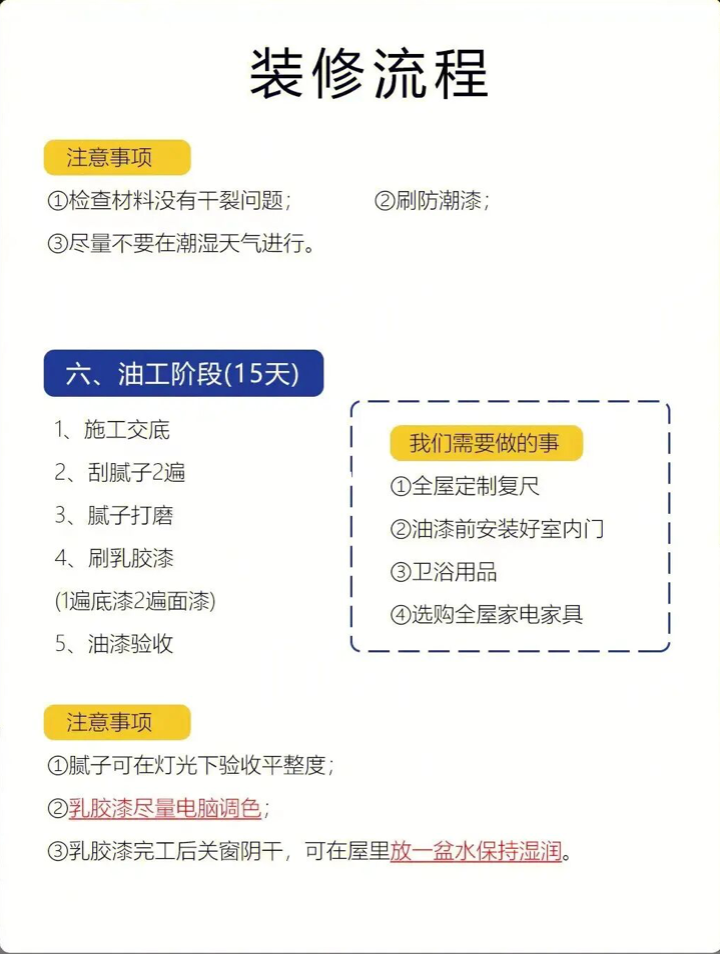 装修流程
注意事项
①检查材料没有干裂问题； ②刷防潮漆；
③尽量不要在潮湿天气进行。
六、油工阶段(15天)
1、施工交底
2、刮腻子2遍
3、腻子打磨
4、刷乳胶漆
(1遍底漆2遍面漆)
5、油漆验收
我们需要做的事
①全屋定制复尺
②油漆前安装好室内门
③卫浴用品
④选购全屋家电家具
注意事项
①腻子可在灯光下验收平整度；
②乳胶漆尽量电脑调色；
③乳胶漆完工后关窗阴干，可在屋里放一盆水保持湿润。